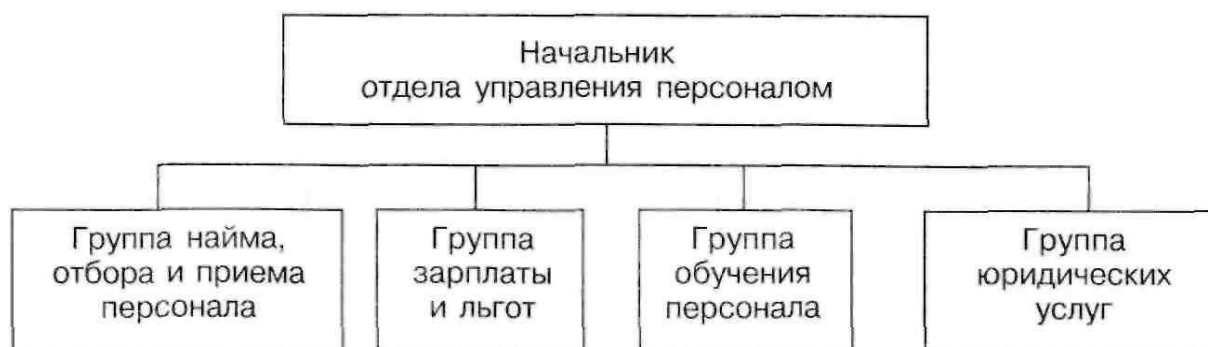 Начальник
отдела управления персоналом
Группа найма,
отбора и приема
персонала
Группа
зарплаты
и льгот
Группа
обучения
персонала
Группа
юридических
услуг